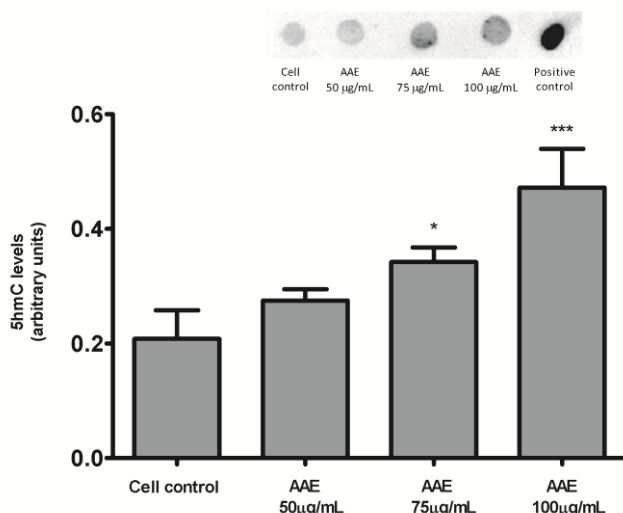 Cell AAE AAE AAE Positive
control 50 µg/mL 75 µg/mL 100 µg/mL control
0.6
***
5hmC levels
(arbitrary units)
0.4
*
0.2
0.0
Cell control AAE AAE AAE
50µg/mL 75µg/mL 100µg/mL